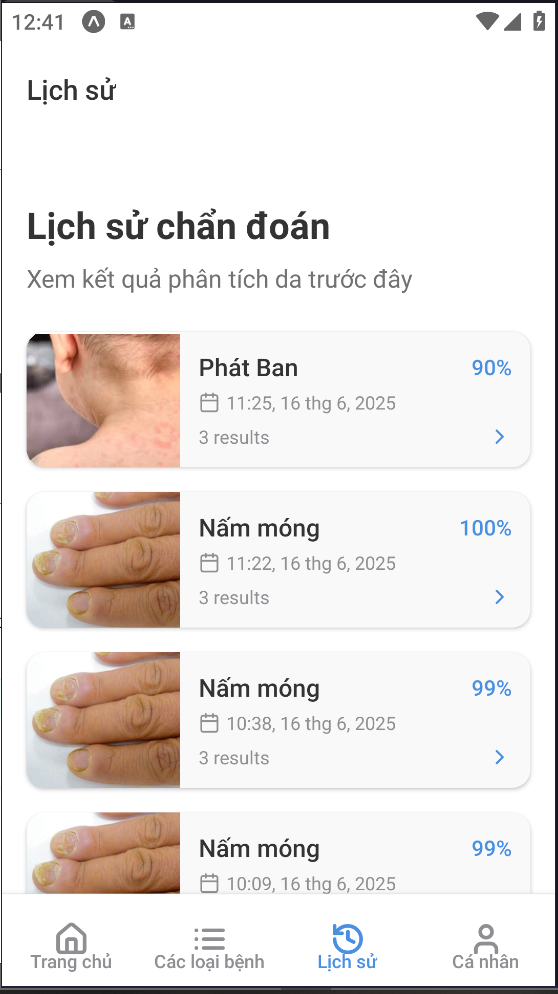 12:41
Lịch sử
Lịch sử chẩn đoán
Xem kết quả phân tích da trước đây
Phát Ban 90%
11:25, 16 thg 6, 2025
3 results
Nấm móng 100%
11:22, 16 thg 6, 2025
3 results
Nấm móng 99%
10:38, 16 thg 6, 2025
3 results
Nấm móng 99%
10:09, 16 thg 6, 2025
Trang chủ Các loại bệnh Lịch sử Cá nhân